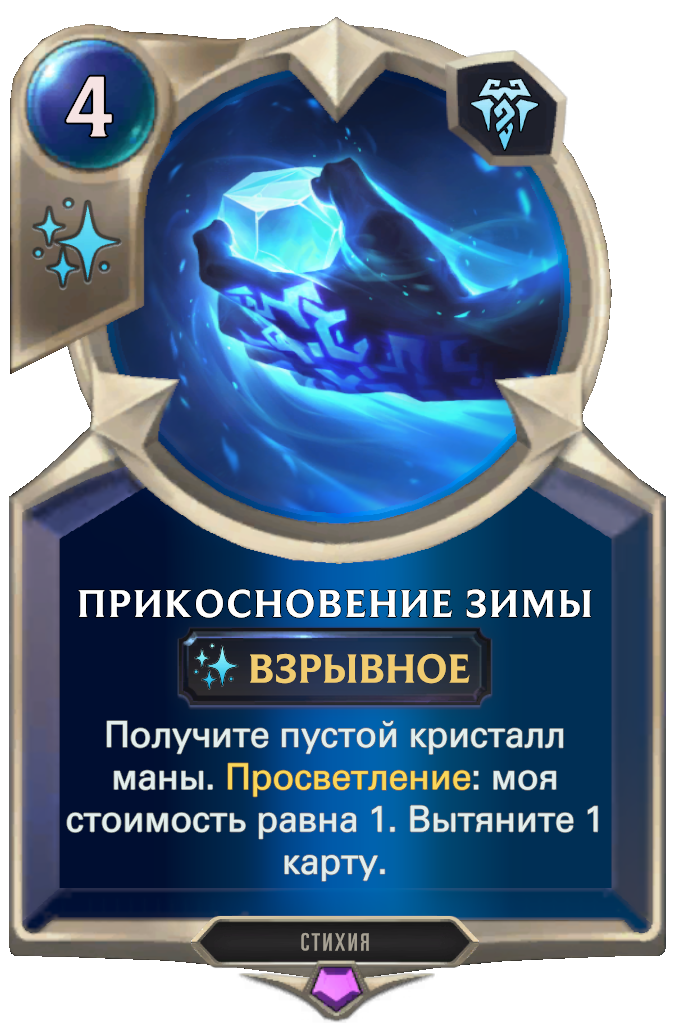 4
ПРИКОСНОВЕНИЕ ЗИМЫ
ВЗРЫВНОЕ
Получите пустой кристалл
маны. Просветление: моя
стоимость равна 1. Вытяните 1
карту.
СТИХИЯ